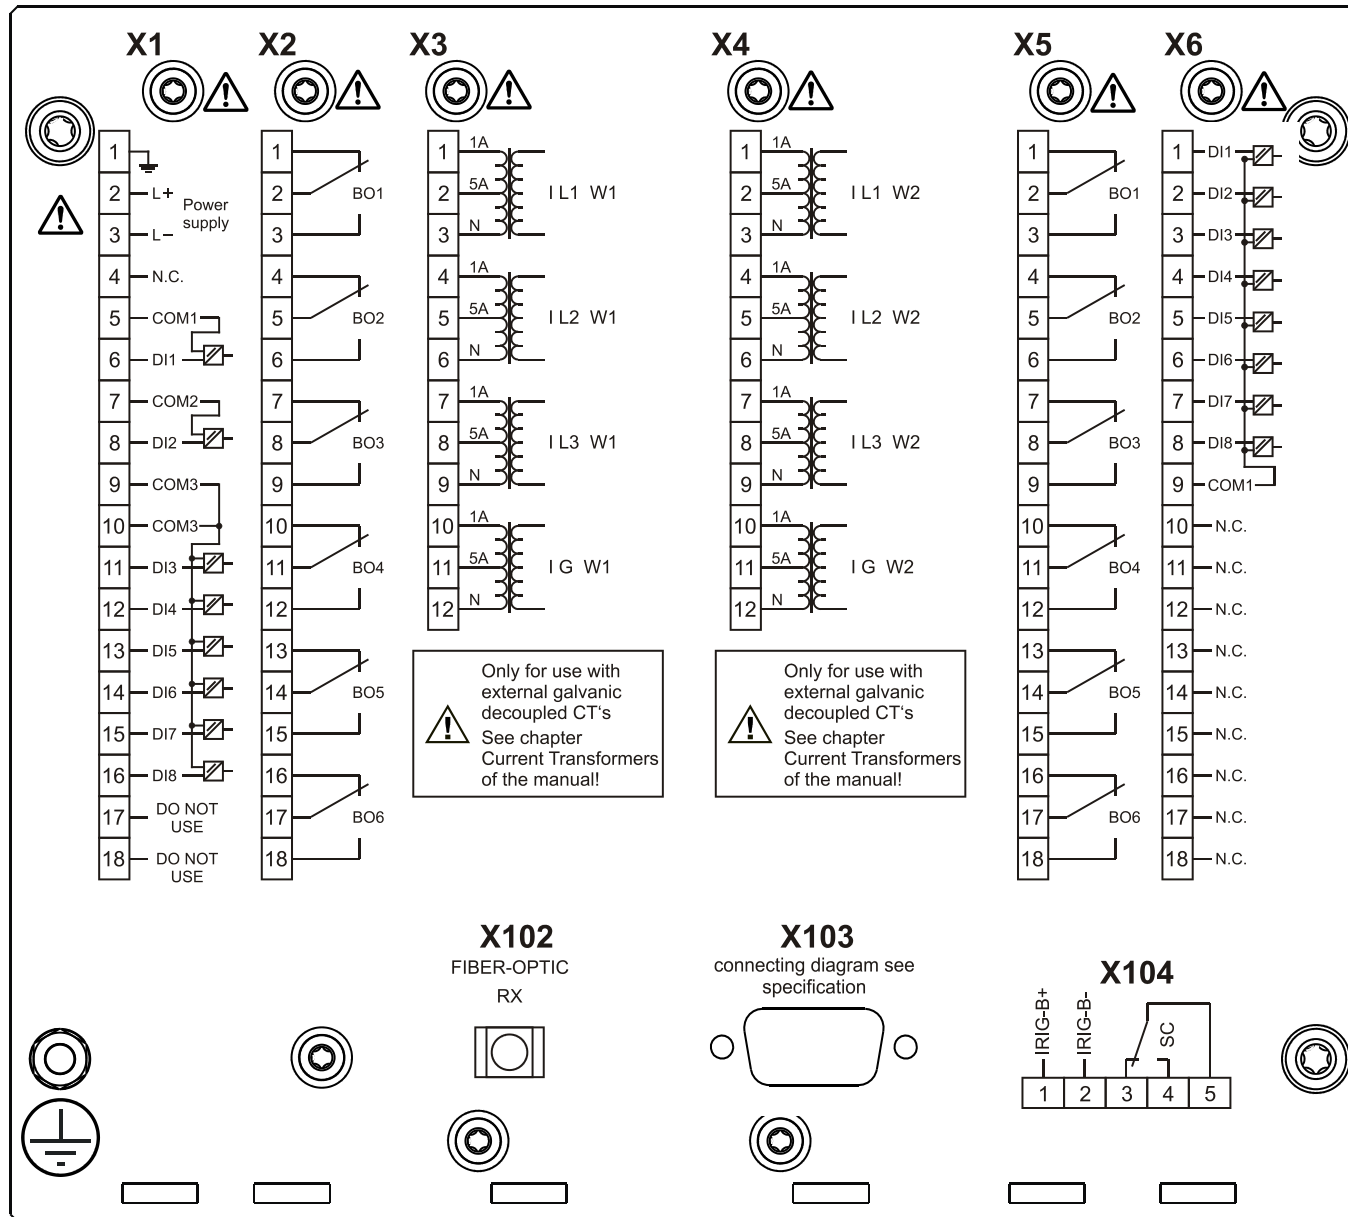 X1
1
2 L+ Power
3 L– supply
4 N.C.
5 COM1
6 DI1
7 COM2
8 DI2
9 COM3
10 COM3
11 DI3
12 DI4
13 DI5
14 DI6
15 DI7
16 DI8
17 DO NOT
USE
18 DO NOT
USE
X2
1
2 BO1
3
4
5 BO2
6
7
8 BO3
9
10
11 BO4
12
13
14 BO5
15
16
17 BO6
18
X3
1 1A
2 5A I L1 W1
3 N
4 1A
5 5A I L2 W1
6 N
7 1A
8 5A I L3 W1
9 N
10 1A
11 5A I G W1
12 N
Only for use with
external galvanic
decoupled CT‘s
See chapter
Current Transformers
of the manual!
X4
1 1A
2 5A I L1 W2
3 N
4 1A
5 5A I L2 W2
6 N
7 1A
8 5A I L3 W2
9 N
10 1A
11 5A I G W2
12 N
Only for use with
external galvanic
decoupled CT‘s
See chapter
Current Transformers
of the manual!
X5
1
2 BO1
3
4
5 BO2
6
7
8 BO3
9
10
11 BO4
12
13
14 BO5
15
16
17 BO6
18
X6
1 DI1
2 DI2
3 DI3
4 DI4
5 DI5
6 DI6
7 DI7
8 DI8
9 COM1
10 N.C.
11 N.C.
12 N.C.
13 N.C.
14 N.C.
15 N.C.
16 N.C.
17 N.C.
18 N.C.
X102
FIBER-OPTIC
RX
X103
connecting diagram see
specification
X104
IRIG-B+
IRIG-B-
SC
1 2 3 4 5